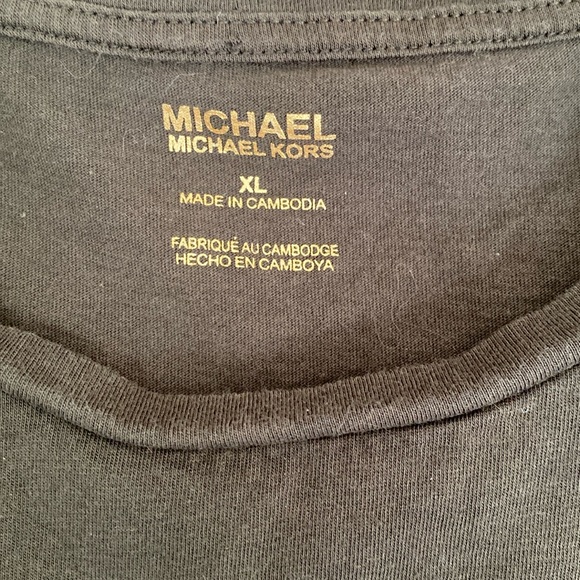 MICHAEL
MICHAEL KORS
XL
MADE IN CAMBODIA
FABRIQUÉ AU CAMBODGE
HECHO EN CAMBOYA